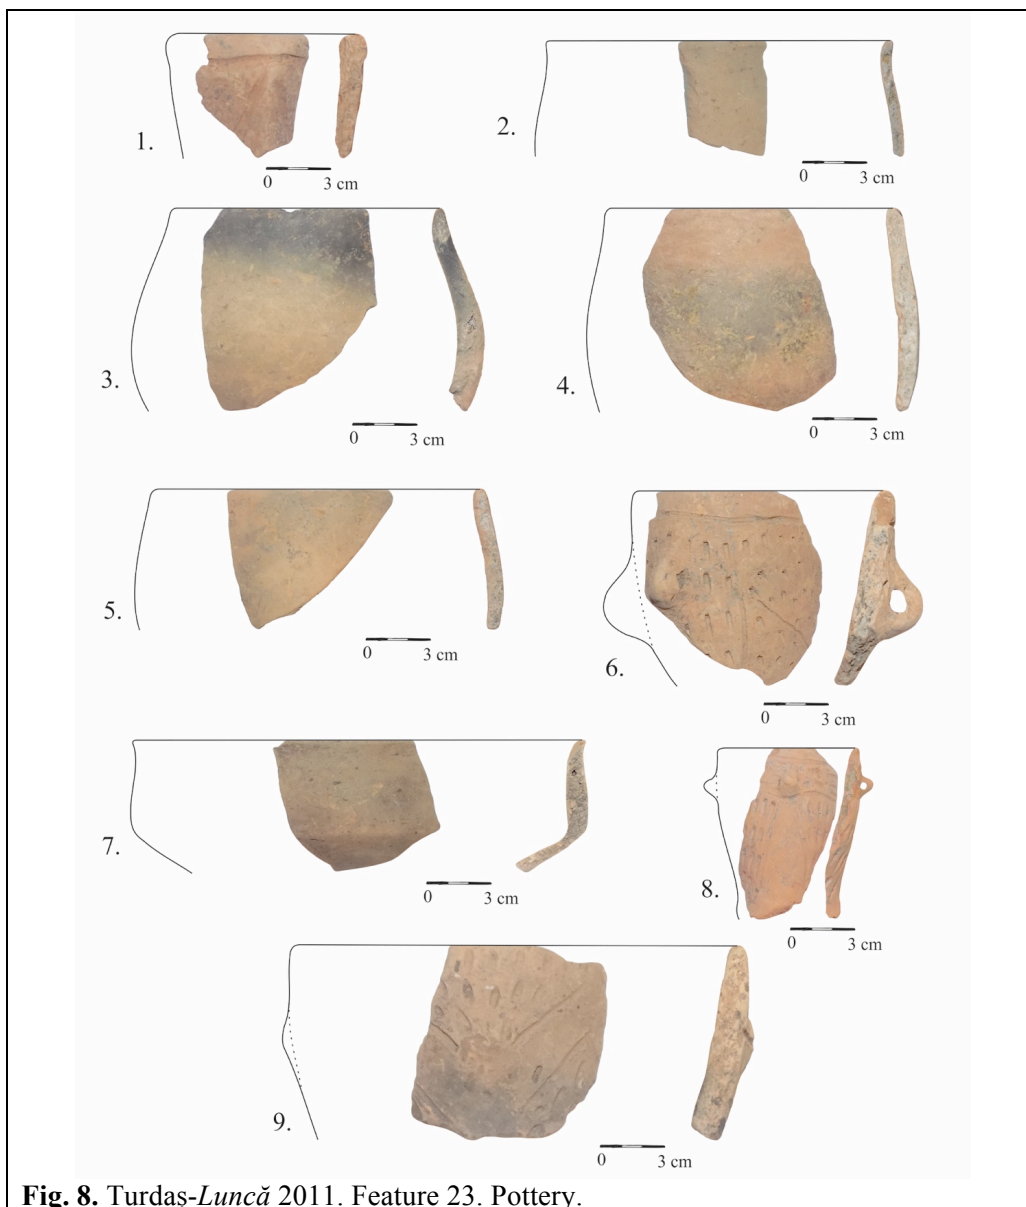 1.
0 3 cm
2.
0 3 cm
3.
0 3 cm
4.
0 3 cm
5.
0 3 cm
6.
0 3 cm
7.
0 3 cm
8.
0 3 cm
9.
0 3 cm
Fig. 8. Turdaş-Luncă 2011. Feature 23. Pottery.